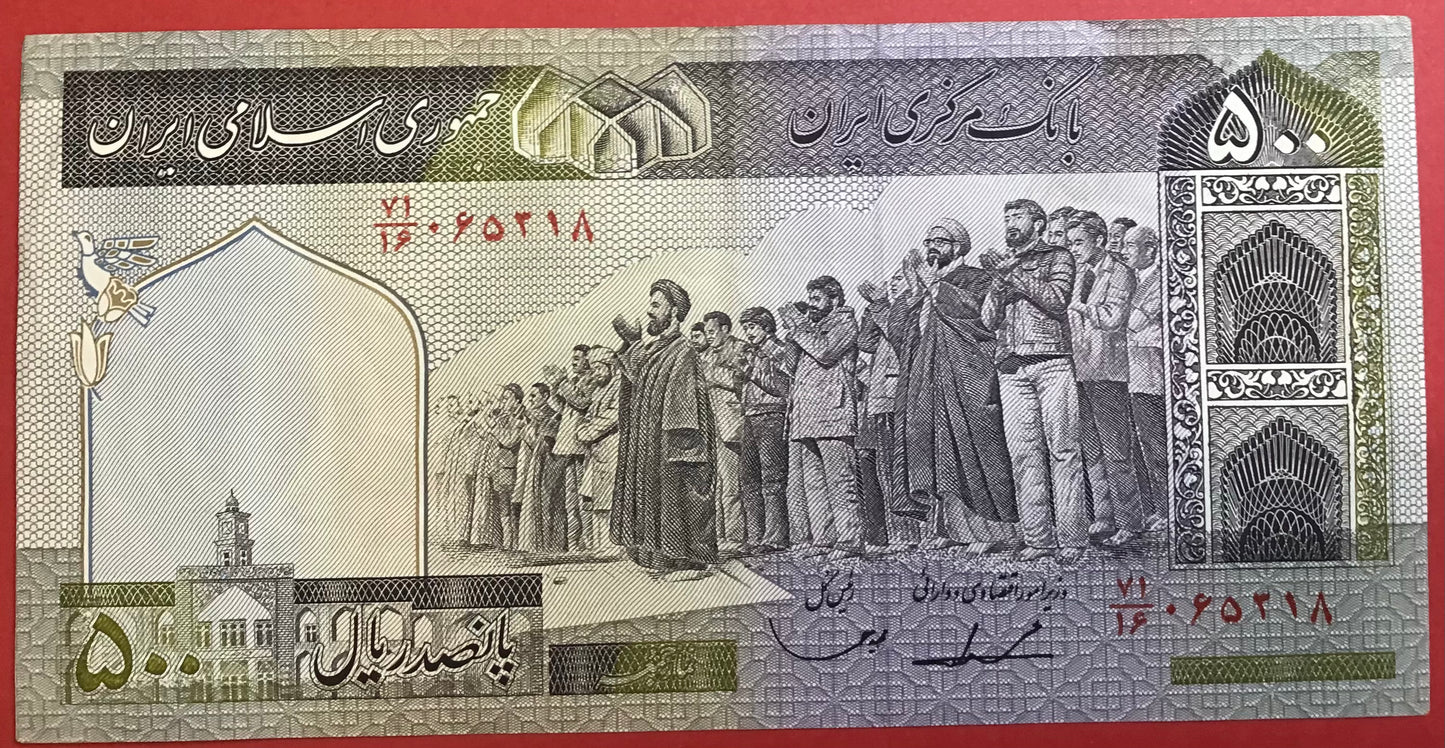 جمهوری اسلامی ایران
بانک مرکزی ایران
۵۰۰
۷۱/۱۶ ۰۶۵۳۱۸
وزیر امور اقتصادی و دارائی
رئیس کل
۷۱/۱۶ ۰۶۵۳۱۸
۵۰۰
پانصد ریال